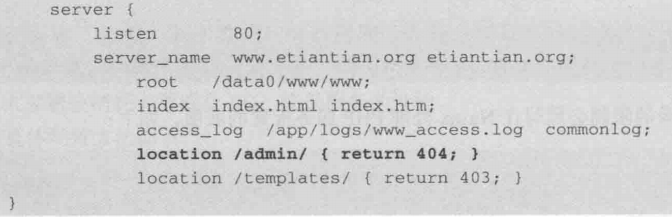 server {
listen 80;
server_name www.etiantian.org etiantian.org;
root /data0/www/www;
index index.html index.htm;
access_log /app/logs/www_access.log commonlog;
location /admin/ { return 404; }
location /templates/ { return 403; }
}